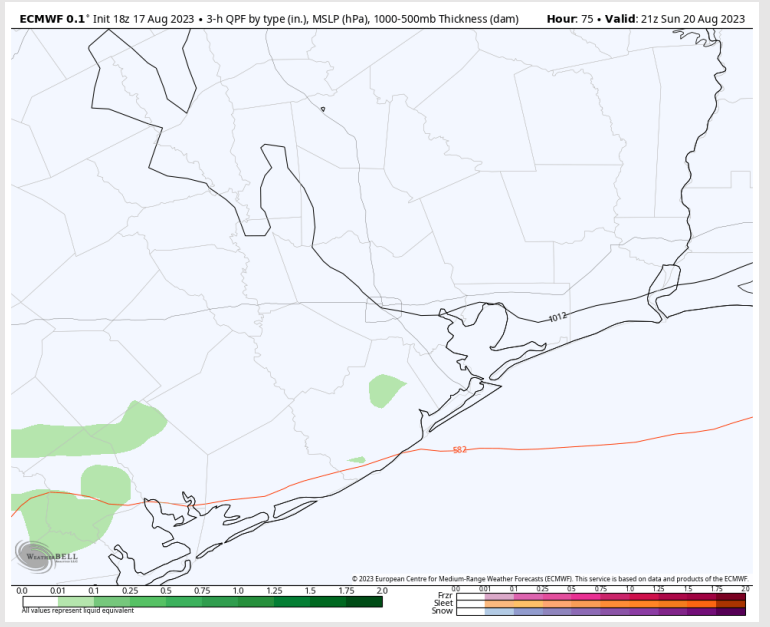 ECMWF 0.1° Init 18z 17 Aug 2023 • 3-h QPF by type (in.), MSLP (hPa), 1000-500mb Thickness (dam) Hour: 75 • Valid: 21z Sun 20 Aug 2023
1012
582
WEATHERBELL
© 2023 European Centre for Medium-Range Weather Forecasts (ECMWF). This service is based on data and products of the ECMWF.
0.0 0.01 0.1 0.25 0.5 0.75 1.0 1.25 1.5 1.75 2.0
All values represent liquid equivalent
0.0 0.01 0.1 0.25 0.5 0.75 1.0 1.25 1.5 1.75 2.0
Frzr
Sleet
Snow